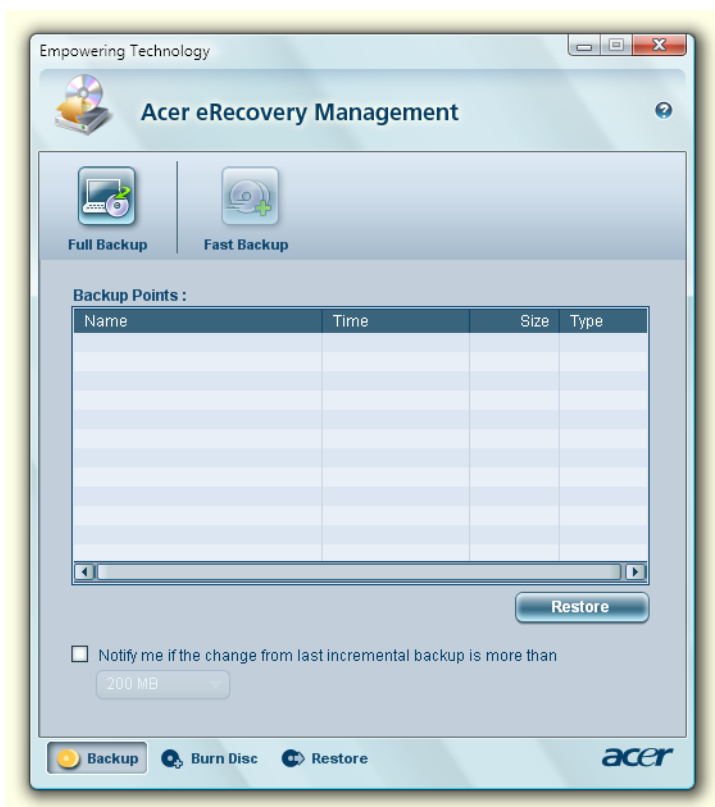 Empowering Technology
Acer eRecovery Management
Full Backup
Fast Backup
Backup Points :
Name Time Size Type
Restore
Notify me if the change from last incremental backup is more than
200 MB
Backup Burn Disc Restore
acer